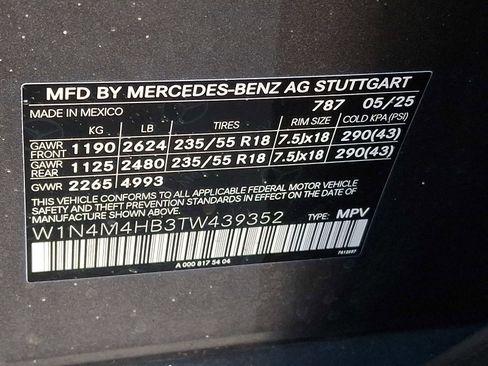 MFD BY MERCEDES-BENZ AG STUTTGART
MADE IN MEXICO 787 05/25
KG LB TIRES RIM SIZE COLD KPA(PSI)
GAWR FRONT 1190 2624 235/55 R18 7.5Jx18 290(43)
GAWR REAR 1125 2480 235/55 R18 7.5Jx18 290(43)
GVWR 2265 4993
THIS VEHICLE CONFORMS TO ALL APPLICABLE FEDERAL MOTOR VEHICLE
SAFETY AND THEFT PREVENTION STANDARDS IN EFFECT ON THE DATE
OF MANUFACTURE SHOWN ABOVE.
W1N4M4HB3TW439352 TYPE: MPV
A 000 817 54 04